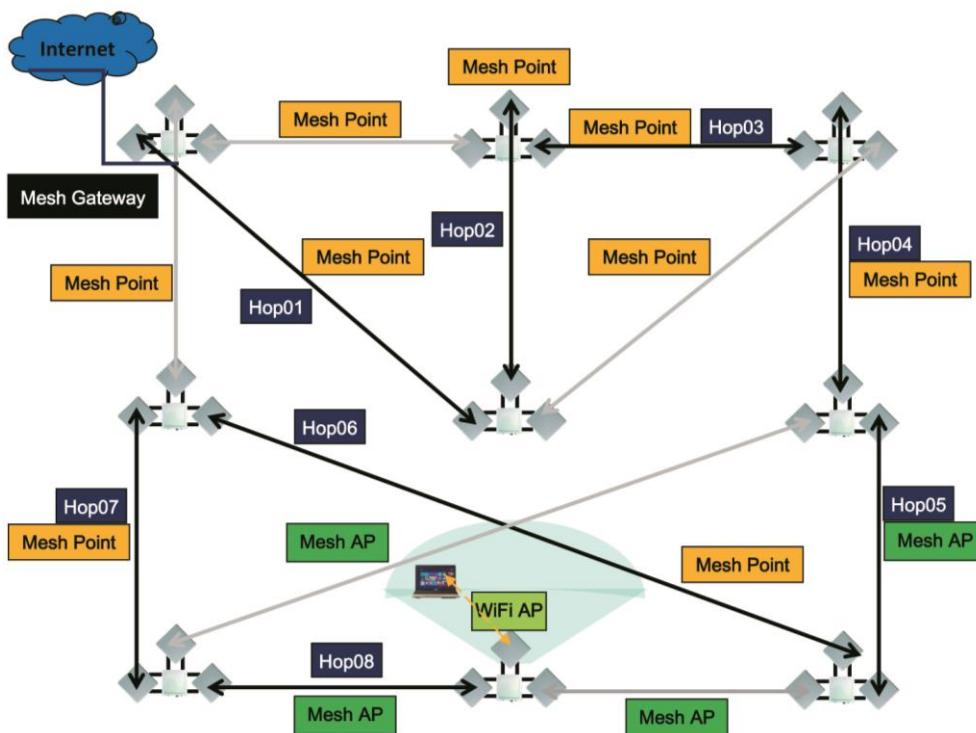 Internet
Mesh Point
Mesh Point
Mesh Point
Hop03
Mesh Gateway
Hop02
Hop04
Mesh Point
Mesh Point
Mesh Point
Mesh Point
Hop01
Hop06
Hop07
Hop05
Mesh Point
Mesh AP
Mesh AP
Mesh Point
WiFi AP
Hop08
Mesh AP
Mesh AP